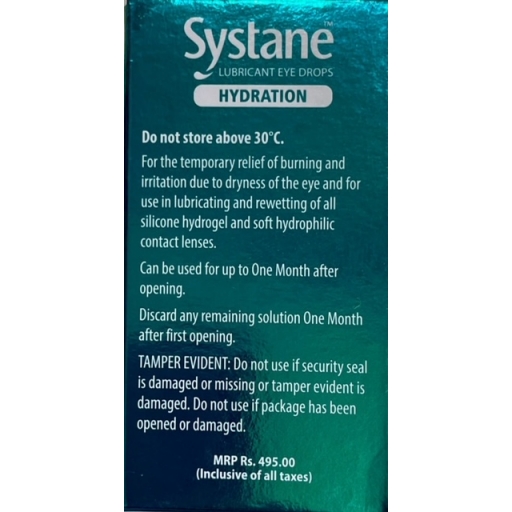 Systane™
LUBRICANT EYE DROPS
HYDRATION
Do not store above 30°C.
For the temporary relief of burning and
irritation due to dryness of the eye and for
use in lubricating and rewetting of all
silicone hydrogel and soft hydrophilic
contact lenses.
Can be used for up to One Month after
opening.
Discard any remaining solution One Month
after first opening.
TAMPER EVIDENT: Do not use if security seal
is damaged or missing or tamper evident is
damaged. Do not use if package has been
opened or damaged.
MRP Rs. 495.00
(Inclusive of all taxes)